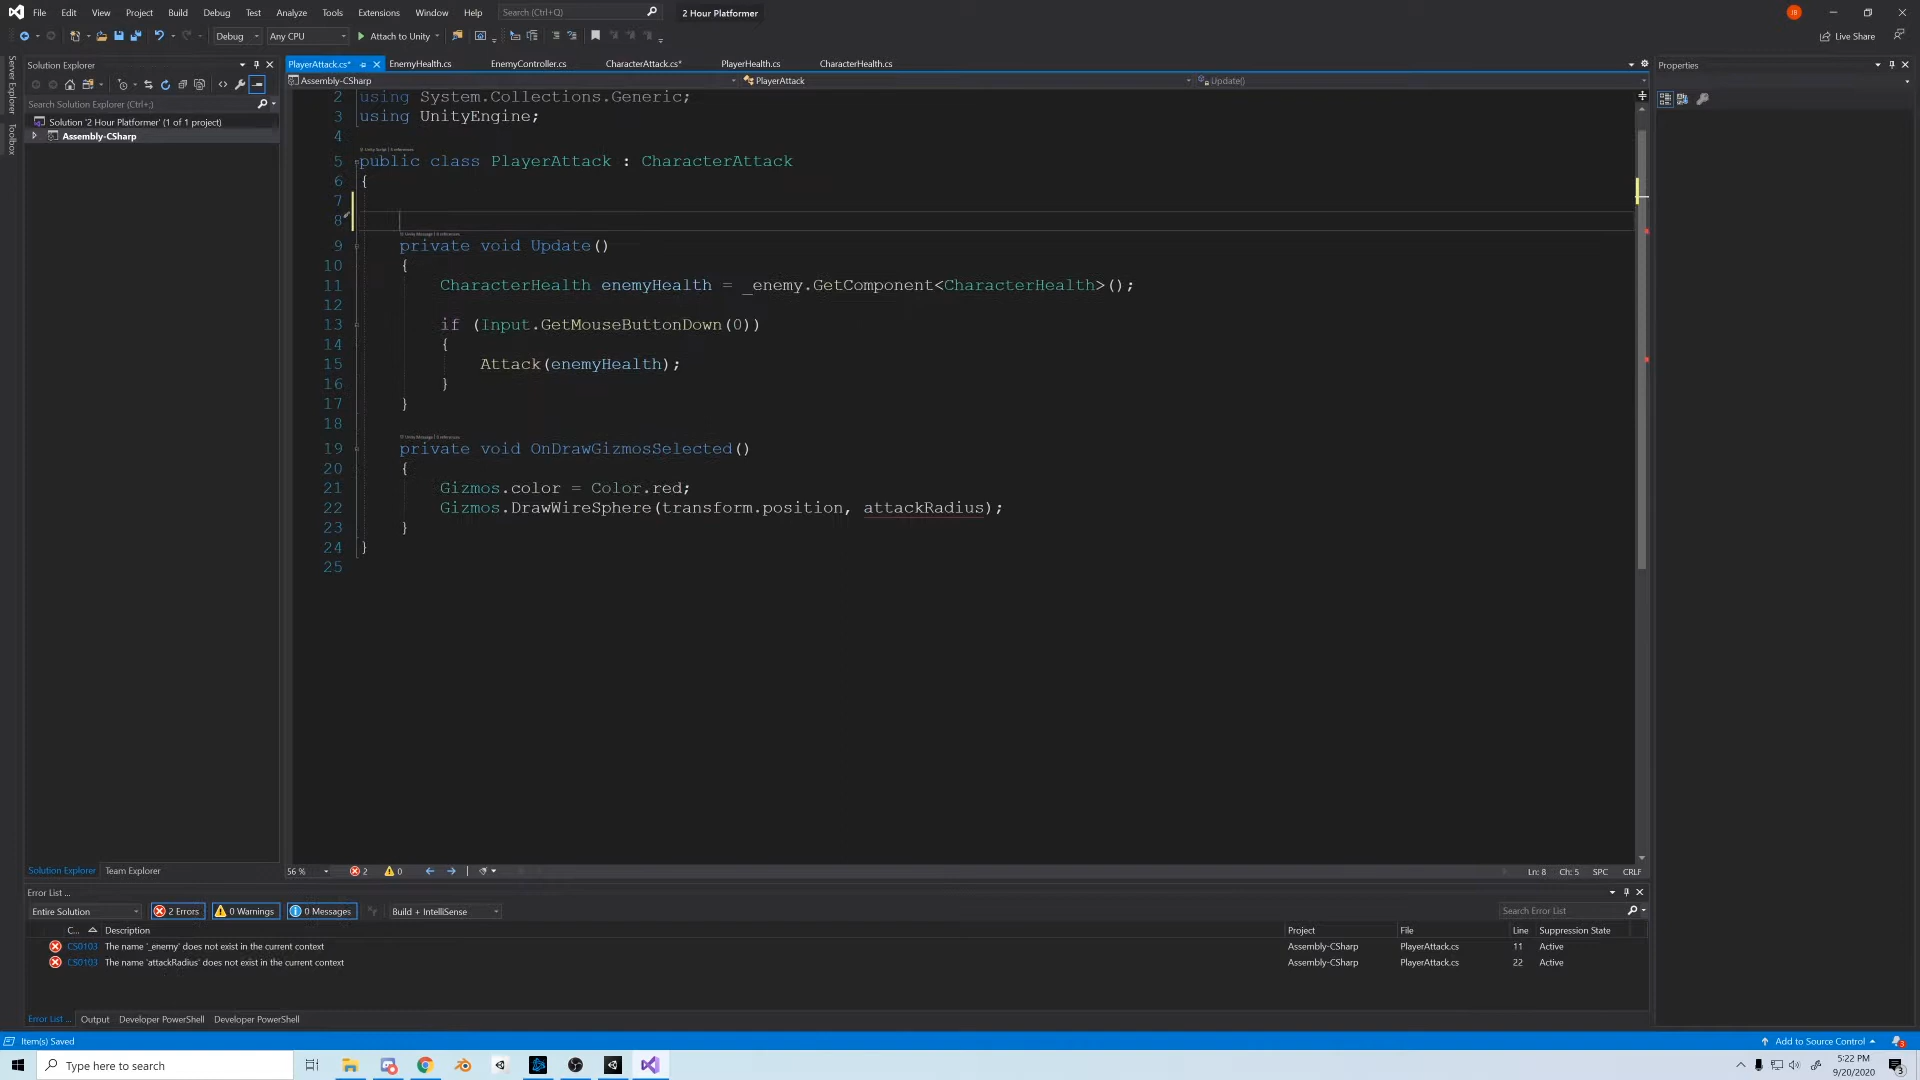 File Edit View Project Build Debug Test Analyze Tools Extensions Window Help Search (Ctrl+Q) 2 Hour Platformer JB
Debug Any CPU Attach to Unity Live Share
Server Explorer
Toolbox
Solution Explorer
Search Solution Explorer (Ctrl+;)
Solution '2 Hour Platformer' (1 of 1 project)
Assembly-CSharp
PlayerAttack.cs* EnemyHealth.cs EnemyController.cs CharacterAttack.cs* PlayerHealth.cs CharacterHealth.cs
Assembly-CSharp PlayerAttack Update()
Properties
2 using System.Collections.Generic;
3 using UnityEngine;
4
5 public class PlayerAttack : CharacterAttack
6 {
7
8
9 private void Update()
10 {
11 CharacterHealth enemyHealth = _enemy.GetComponent<CharacterHealth>();
12
13 if (Input.GetMouseButtonDown(0))
14 {
15 Attack(enemyHealth);
16 }
17 }
18
19 private void OnDrawGizmosSelected()
20 {
21 Gizmos.color = Color.red;
22 Gizmos.DrawWireSphere(transform.position, attackRadius);
23 }
24 }
25
Solution Explorer Team Explorer
56 % 2 0 Ln: 8 Ch: 5 SPC CRLF
Error List ...
Entire Solution 2 Errors 0 Warnings 0 Messages Build + IntelliSense Search Error List
C... Description Project File Line Suppression State
CS0103 The name '_enemy' does not exist in the current context Assembly-CSharp PlayerAttack.cs 11 Active
CS0103 The name 'attackRadius' does not exist in the current context Assembly-CSharp PlayerAttack.cs 22 Active
Error List ... Output Developer PowerShell Developer PowerShell
Item(s) Saved Add to Source Control
Type here to search 5:22 PM
9/20/2020